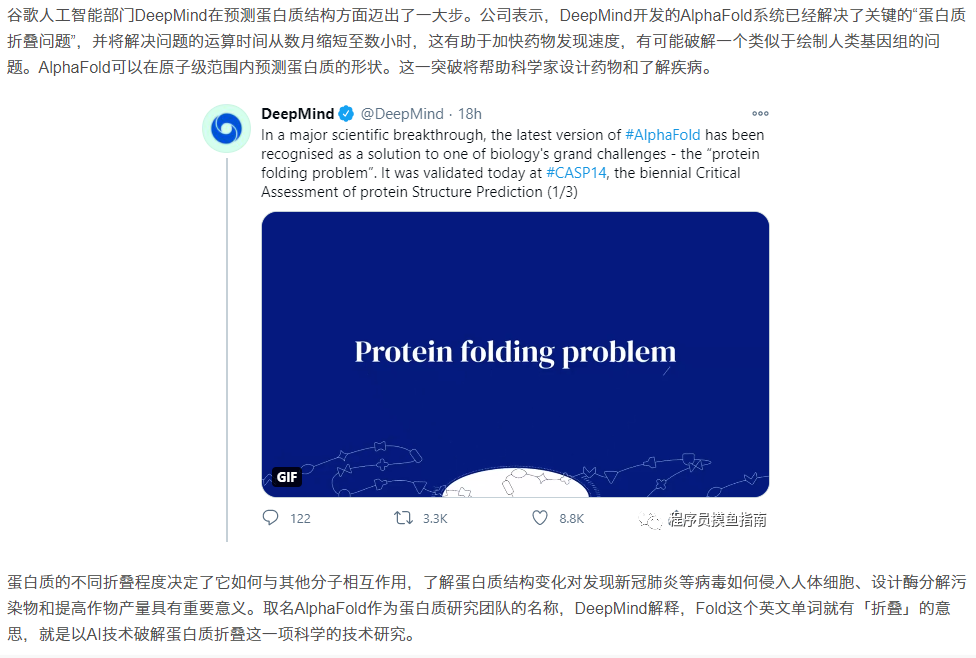 谷歌人工智能部门DeepMind在预测蛋白质结构方面迈出了一大步。公司表示，DeepMind开发的AlphaFold系统已经解决了关键的“蛋白质
折叠问题”，并将解决问题的运算时间从数月缩短至数小时，这有助于加快药物发现速度，有可能破解一个类似于绘制人类基因组的问
题。AlphaFold可以在原子级范围内预测蛋白质的形状。这一突破将帮助科学家设计药物和了解疾病。
DeepMind @DeepMind · 18h
In a major scientific breakthrough, the latest version of #AlphaFold has been
recognised as a solution to one of biology's grand challenges - the “protein
folding problem”. It was validated today at #CASP14, the biennial Critical
Assessment of protein Structure Prediction (1/3)
Protein folding problem
GIF
122 3.3K 8.8K
程序员摸鱼指南
蛋白质的不同折叠程度决定了它如何与其他分子相互作用，了解蛋白质结构变化对发现新冠肺炎等病毒如何侵入人体细胞、设计酶分解污
染物和提高作物产量具有重要意义。取名AlphaFold作为蛋白质研究团队的名称，DeepMind解释，Fold这个英文单词就有「折叠」的意
思，就是以AI技术破解蛋白质折叠这一项科学的技术研究。